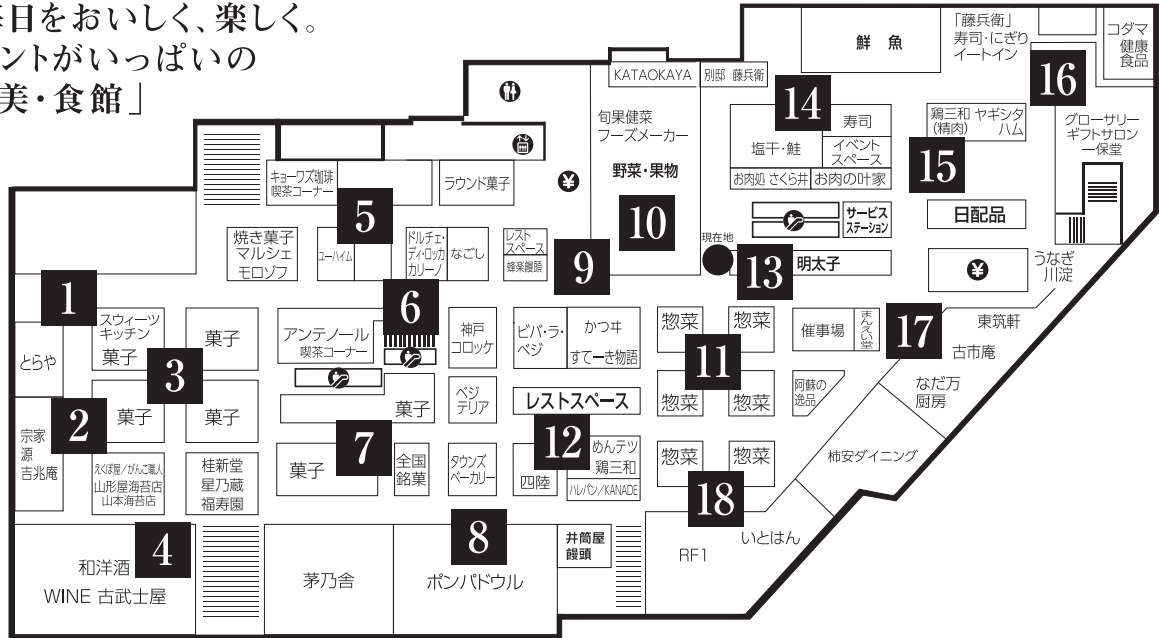 毎日をおいしく、楽しく。
ントがいっぱいの
美・食館」
KATAOKAYA
別邸 藤兵衛
鮮魚
「藤兵衛」
寿司・にぎり
イートイン
コダマ
健康
食品
16
14
旬果健菜
フーズメーカー
野菜・果物
10
塩干・鮭
寿司
イベント
スペース
お肉処 さくら井
お肉の叶家
鶏三和
(精肉)
ヤギシタ
ハム
15
グローサリー
ギフトサロン
一保堂
キョーワズ珈琲
喫茶コーナー
ラウンド菓子
¥
5
サービス
ステーション
日配品
焼き菓子
マルシェ
モロゾフ
ユーハイム
ドルチェ・
ディ・ロッカ
カリーノ
なごし
レスト
スペース
蜂楽饅頭
9
現在地
13
明太子
¥
うなぎ
川淀
1
とらや
スウィーツ
キッチン
菓子
菓子
3
菓子
菓子
アンテノール
喫茶コーナー
6
神戸
コロッケ
ビバ・ラ・
ベジ
かつヰ
すてーき物語
惣菜
惣菜
11
惣菜
惣菜
催事場
まんえい堂
17
東筑軒
古市庵
なだ万
厨房
阿蘇の
逸品
2
宗家
源
吉兆庵
菓子
ベジ
テリア
レストスペース
えくぼ屋/がんこ職人
山形屋海苔店
山本海苔店
桂新堂
星乃蔵
福寿園
7
菓子
全国
銘菓
タウンズ
ベーカリー
12
四陸
めんテツ
鶏三和
ハレパン/KANADE
惣菜
惣菜
18
柿安ダイニング
4
和洋酒
WINE 古武士屋
茅乃舎
8
ポンパドウル
井筒屋
饅頭
RF1
いとはん